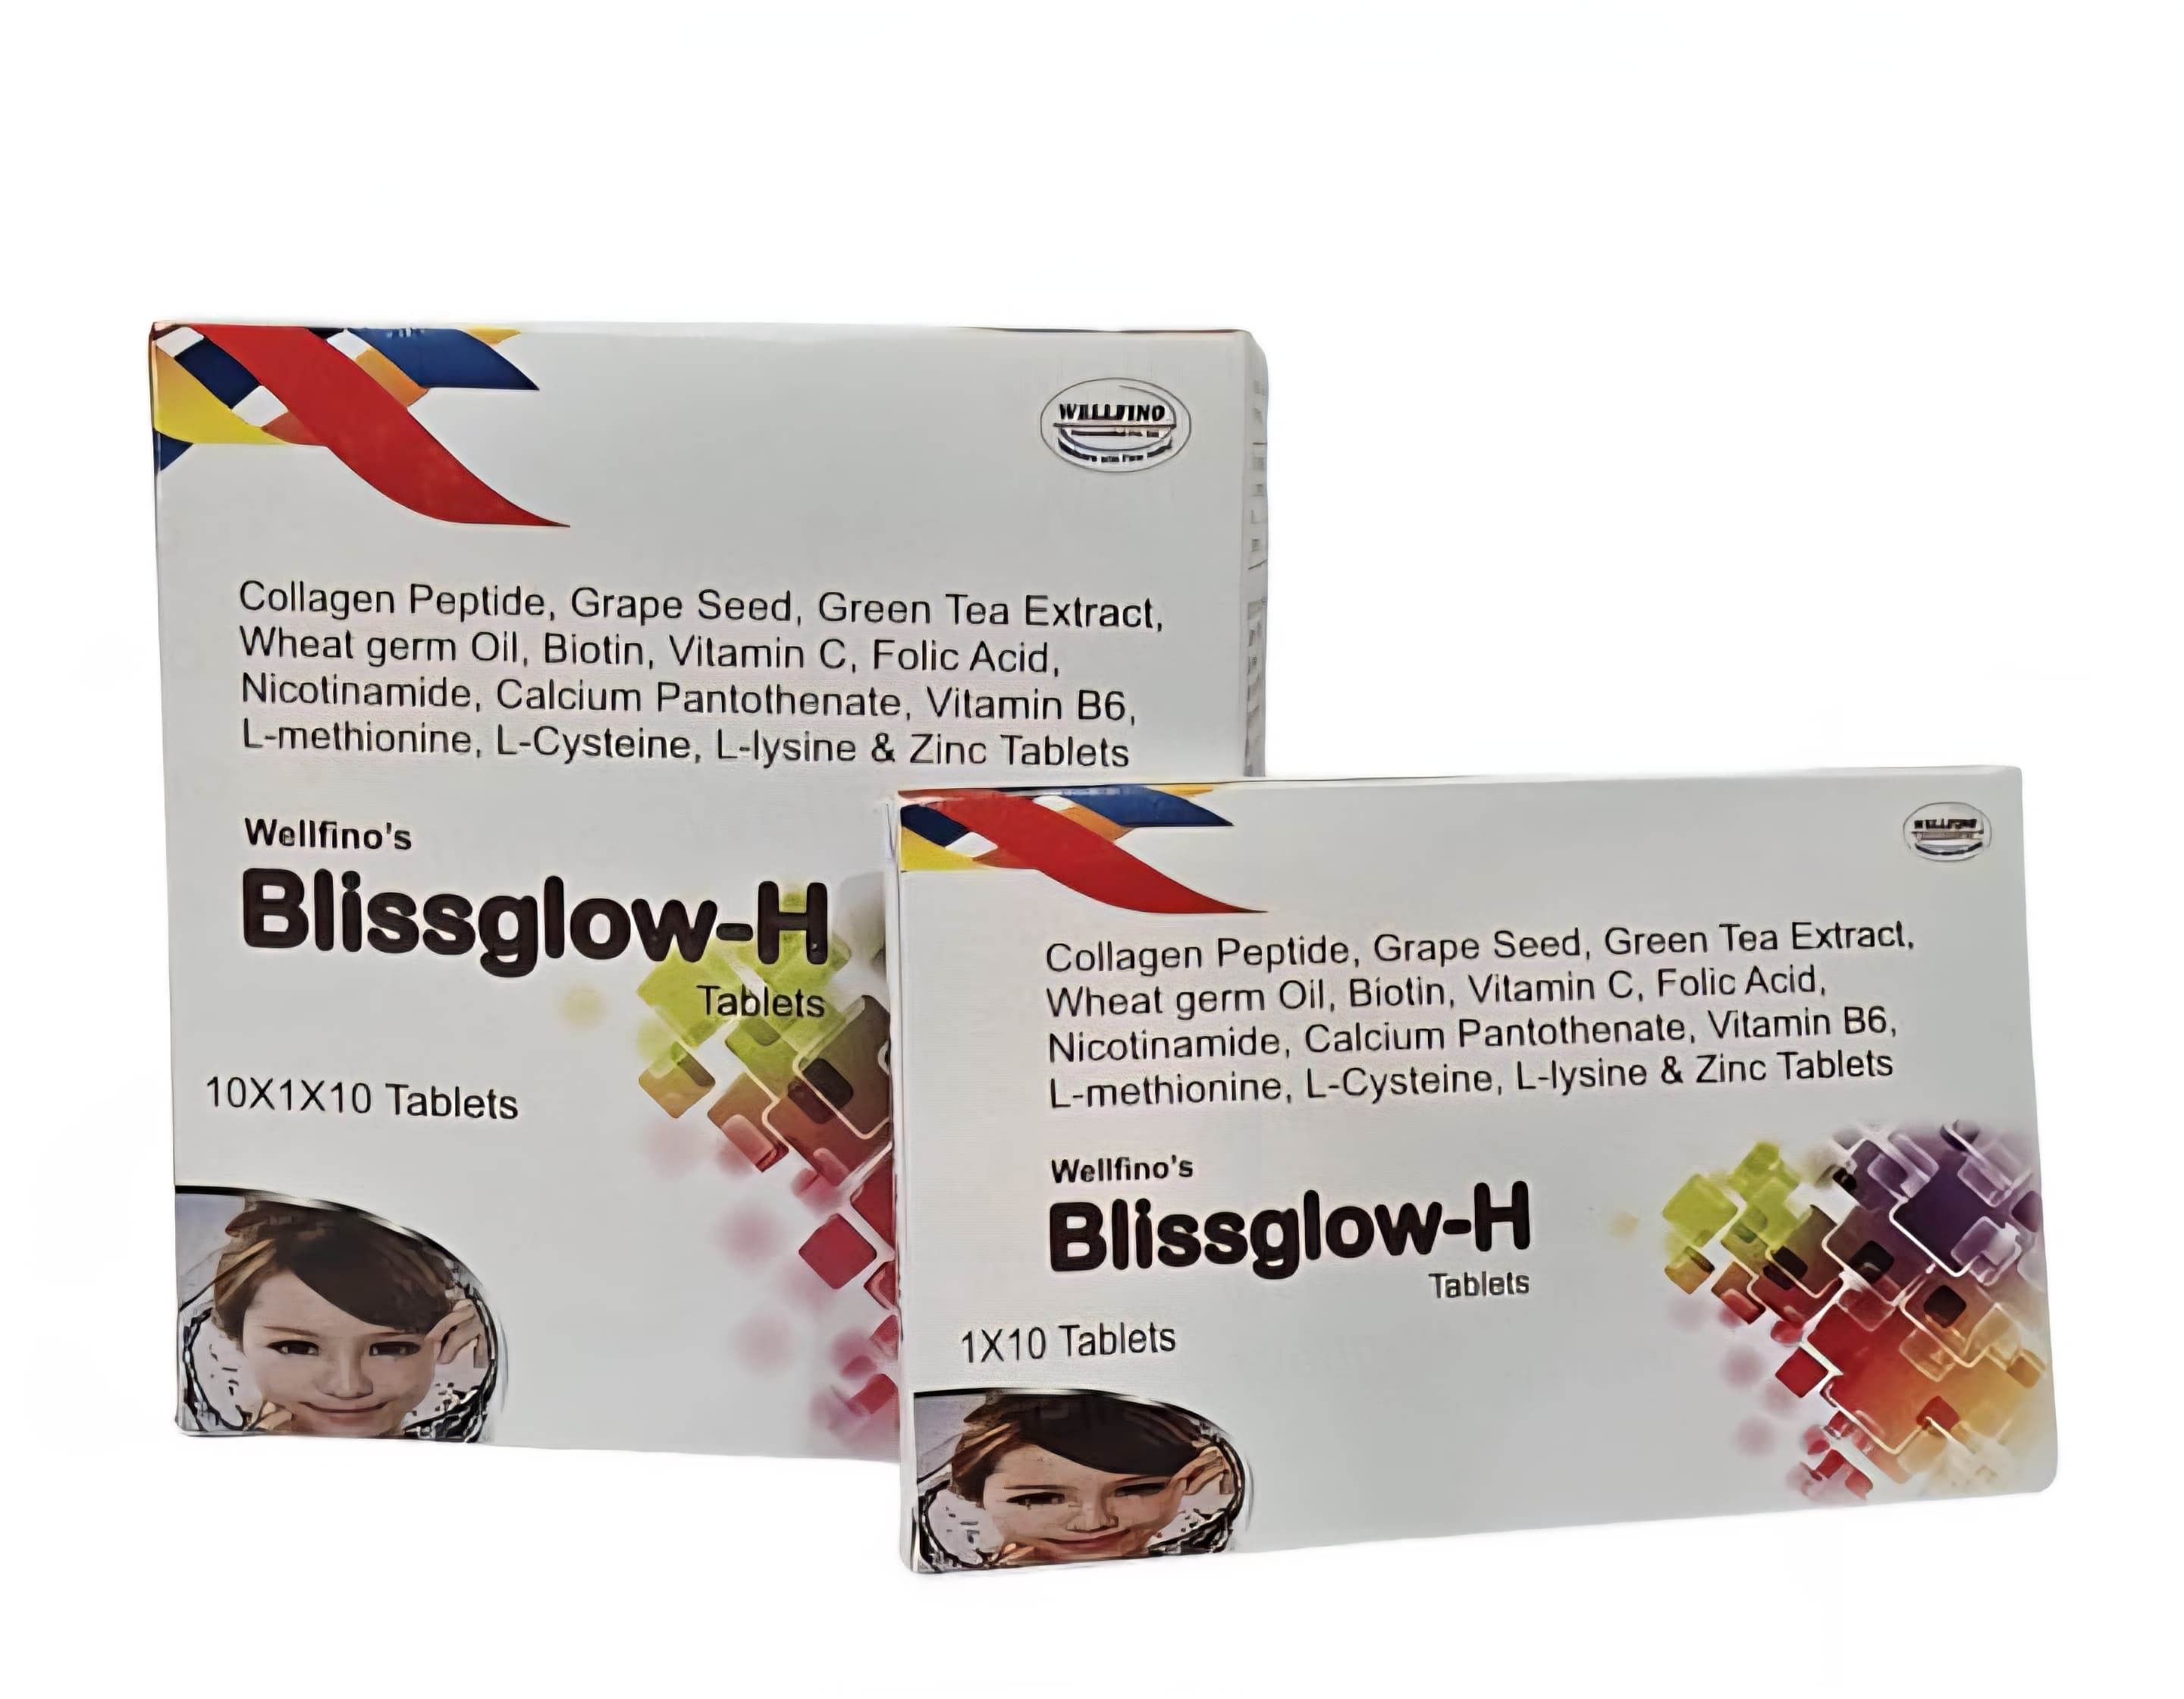 WELLFINO
Collagen Peptide, Grape Seed, Green Tea Extract,
Wheat germ Oil, Biotin, Vitamin C, Folic Acid,
Nicotinamide, Calcium Pantothenate, Vitamin B6,
L-methionine, L-Cysteine, L-lysine & Zinc Tablets
Wellfino's
Blissglow-H
Tablets
10X1X10 Tablets
WELLFINO
Collagen Peptide, Grape Seed, Green Tea Extract,
Wheat germ Oil, Biotin, Vitamin C, Folic Acid,
Nicotinamide, Calcium Pantothenate, Vitamin B6,
L-methionine, L-Cysteine, L-lysine & Zinc Tablets
Wellfino's
Blissglow-H
Tablets
1X10 Tablets